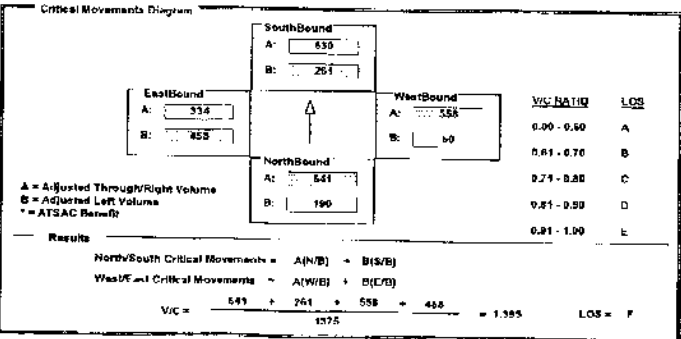 Critical Movements Diagram
SouthBound
A: 630
B: 261
EastBound
A: 334
B: 458
WestBound
A: 558
B:
NorthBound
A: 641
B: 190
V/C RATIO LOS
0.00 - 0.60 A
0.61 - 0.70 B
0.71 - 0.80 C
0.81 - 0.90 D
0.91 - 1.00 E
A = Adjusted Through/Right Volume
B = Adjusted Left Volume
* = ATSAC Benefit
Results
North/South Critical Movements = A(N/B) + B(S/B)
West/East Critical Movements = A(W/B) + B(E/B)
V/C = 641 + 261 + 558 + 458 = 1.395 LOS = F
1375